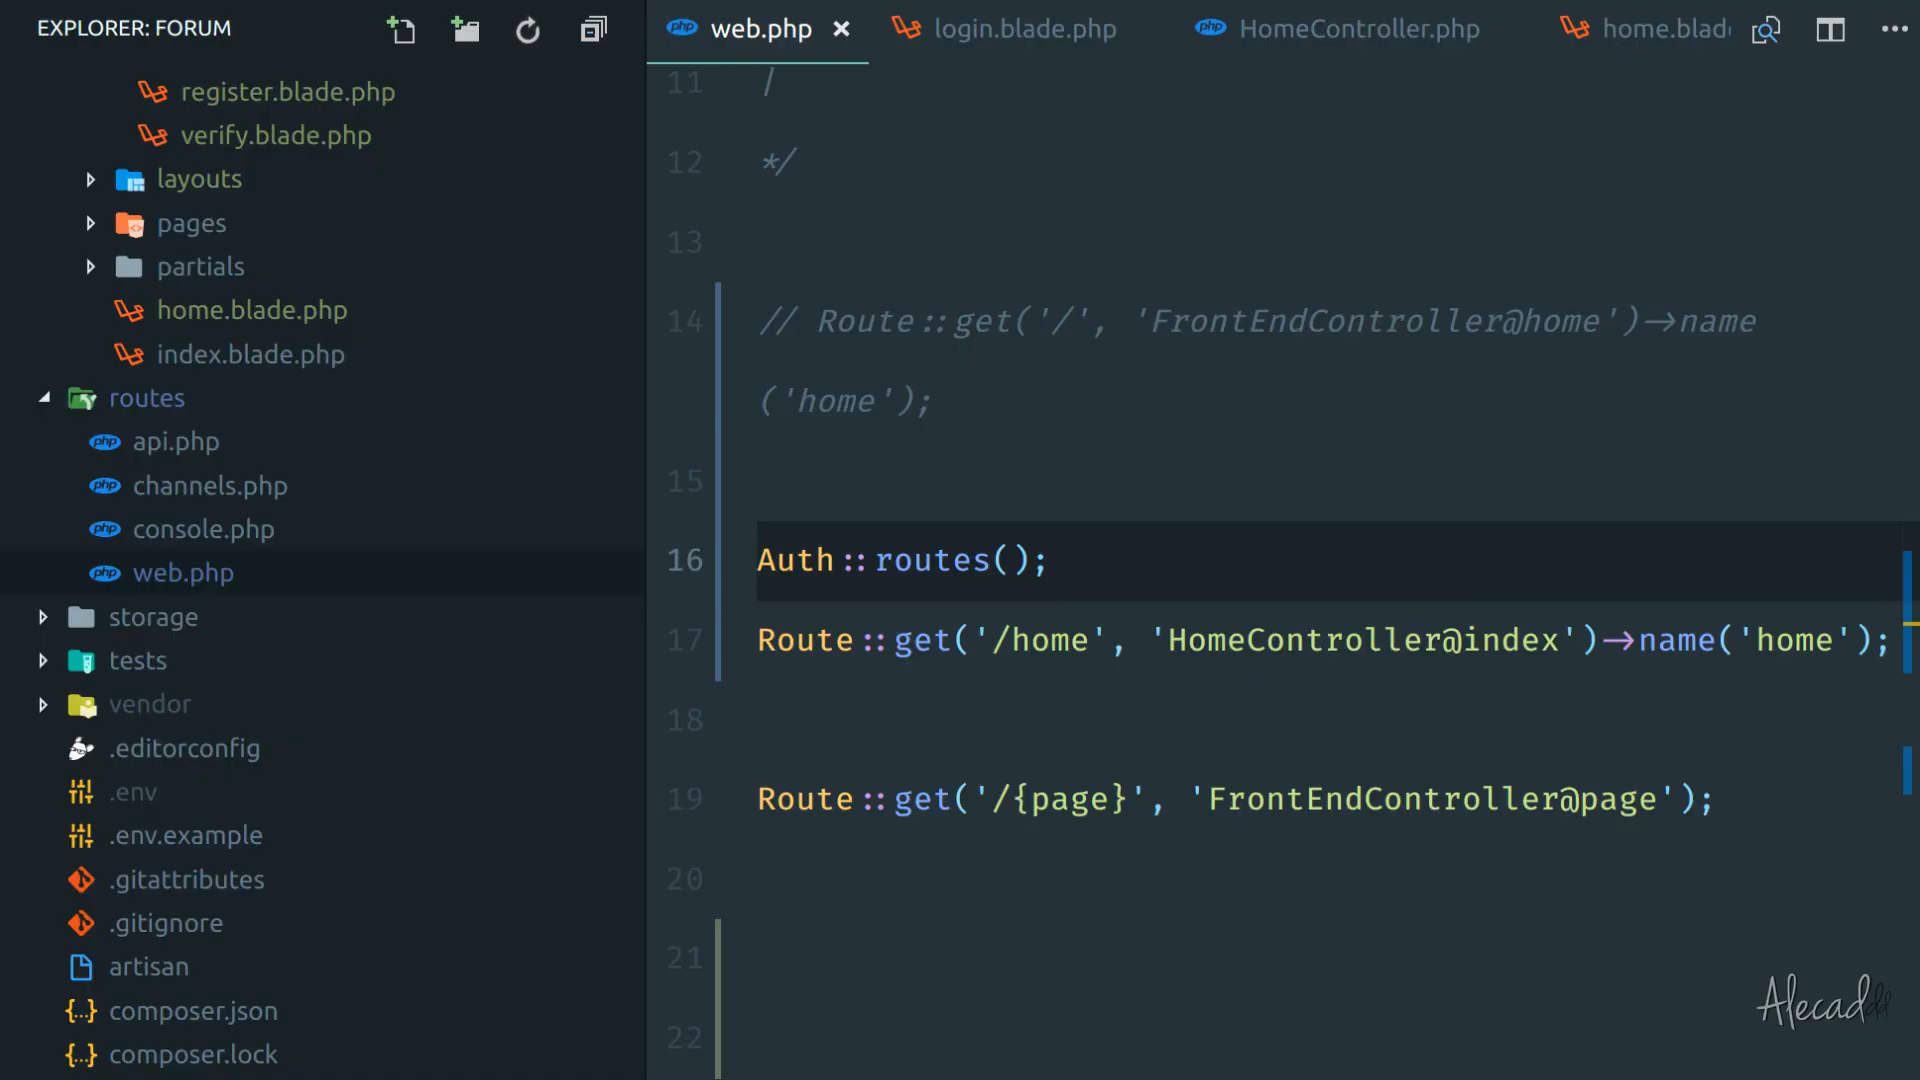 EXPLORER: FORUM
register.blade.php
verify.blade.php
layouts
pages
partials
home.blade.php
index.blade.php
routes
api.php
channels.php
console.php
web.php
storage
tests
vendor
.editorconfig
.env
.env.example
.gitattributes
.gitignore
artisan
composer.json
composer.lock
web.php
login.blade.php
HomeController.php
home.blad
11 |
12 */
13
14 // Route::get('/', 'FrontEndController@home')->name
('home');
15
16 Auth::routes();
17 Route::get('/home', 'HomeController@index')->name('home');
18
19 Route::get('/{page}', 'FrontEndController@page');
20
21
22
Alecaddd